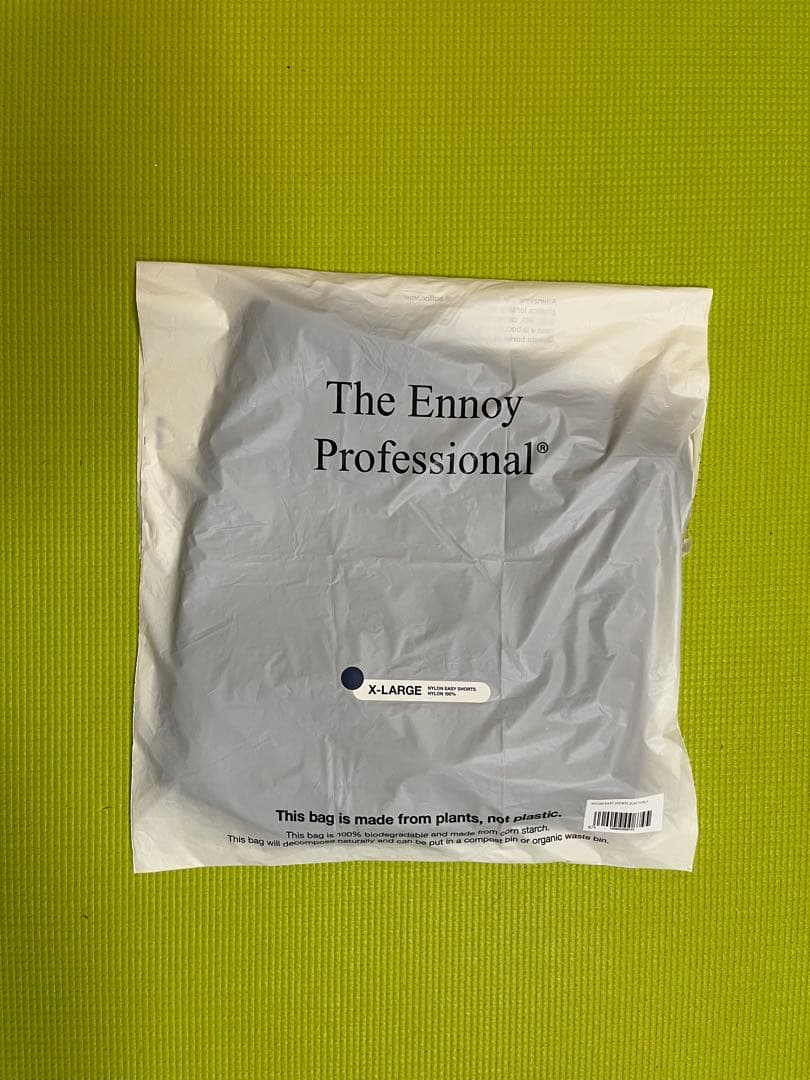 The Ennoy
Professional®
X-LARGE
NYLON EASY SHORTS
NYLON 100%
This bag is made from plants, not plastic.
This bag is 100% biodegradable and made from corn starch.
This bag will decompose naturally and can be put in a compost bin or organic waste bin.